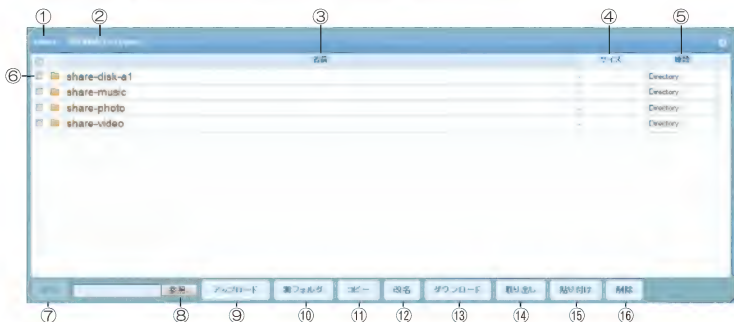 ① ② ③ ④ ⑤
名前 サイズ 種類
⑥ share-disk-a1 Directory
share-music Directory
share-photo Directory
share-video Directory
参照 アップロード 新フォルダ コピー 改名 ダウンロード 取り出し 貼り付け 削除
⑦ ⑧ ⑨ ⑩ ⑪ ⑫ ⑬ ⑭ ⑮ ⑯